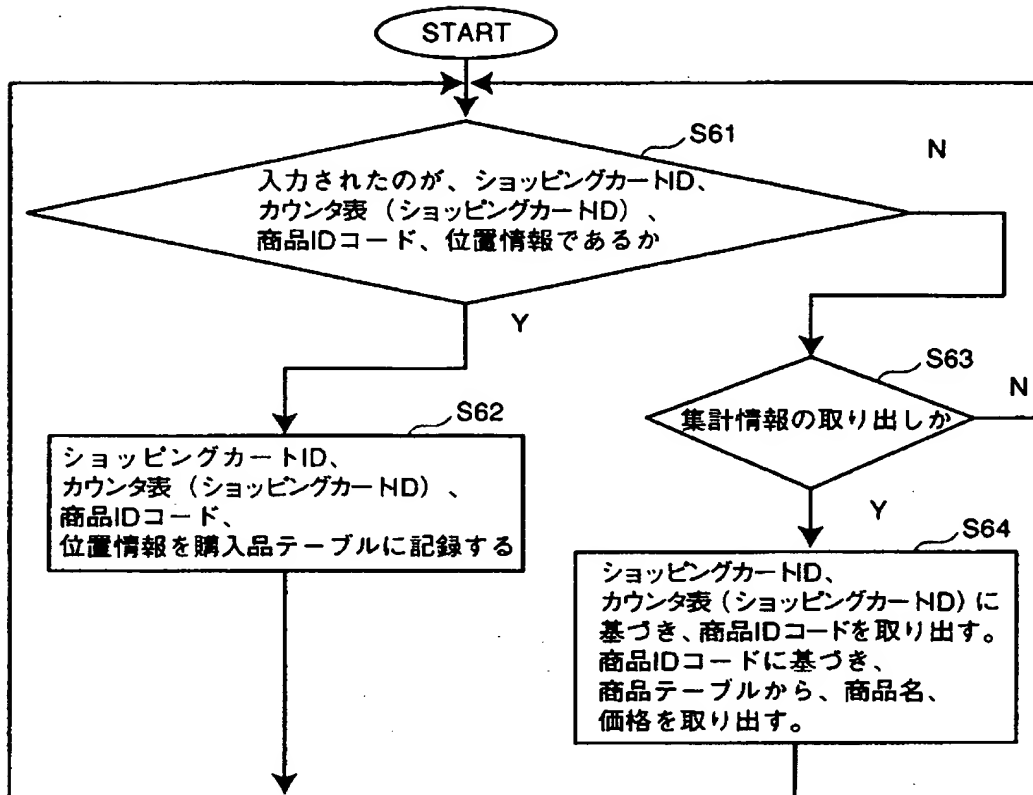 START
S61
N
入力されたのが、ショッピングカートID、
カウンタ表（ショッピングカートID）、
商品IDコード、位置情報であるか
Y
S63
N
集計情報の取り出しか
S62
ショッピングカートID、
カウンタ表（ショッピングカートID）、
商品IDコード、
位置情報を購入品テーブルに記録する
Y
S64
ショッピングカートID、
カウンタ表（ショッピングカートID）に
基づき、商品IDコードを取り出す。
商品IDコードに基づき、
商品テーブルから、商品名、
価格を取り出す。